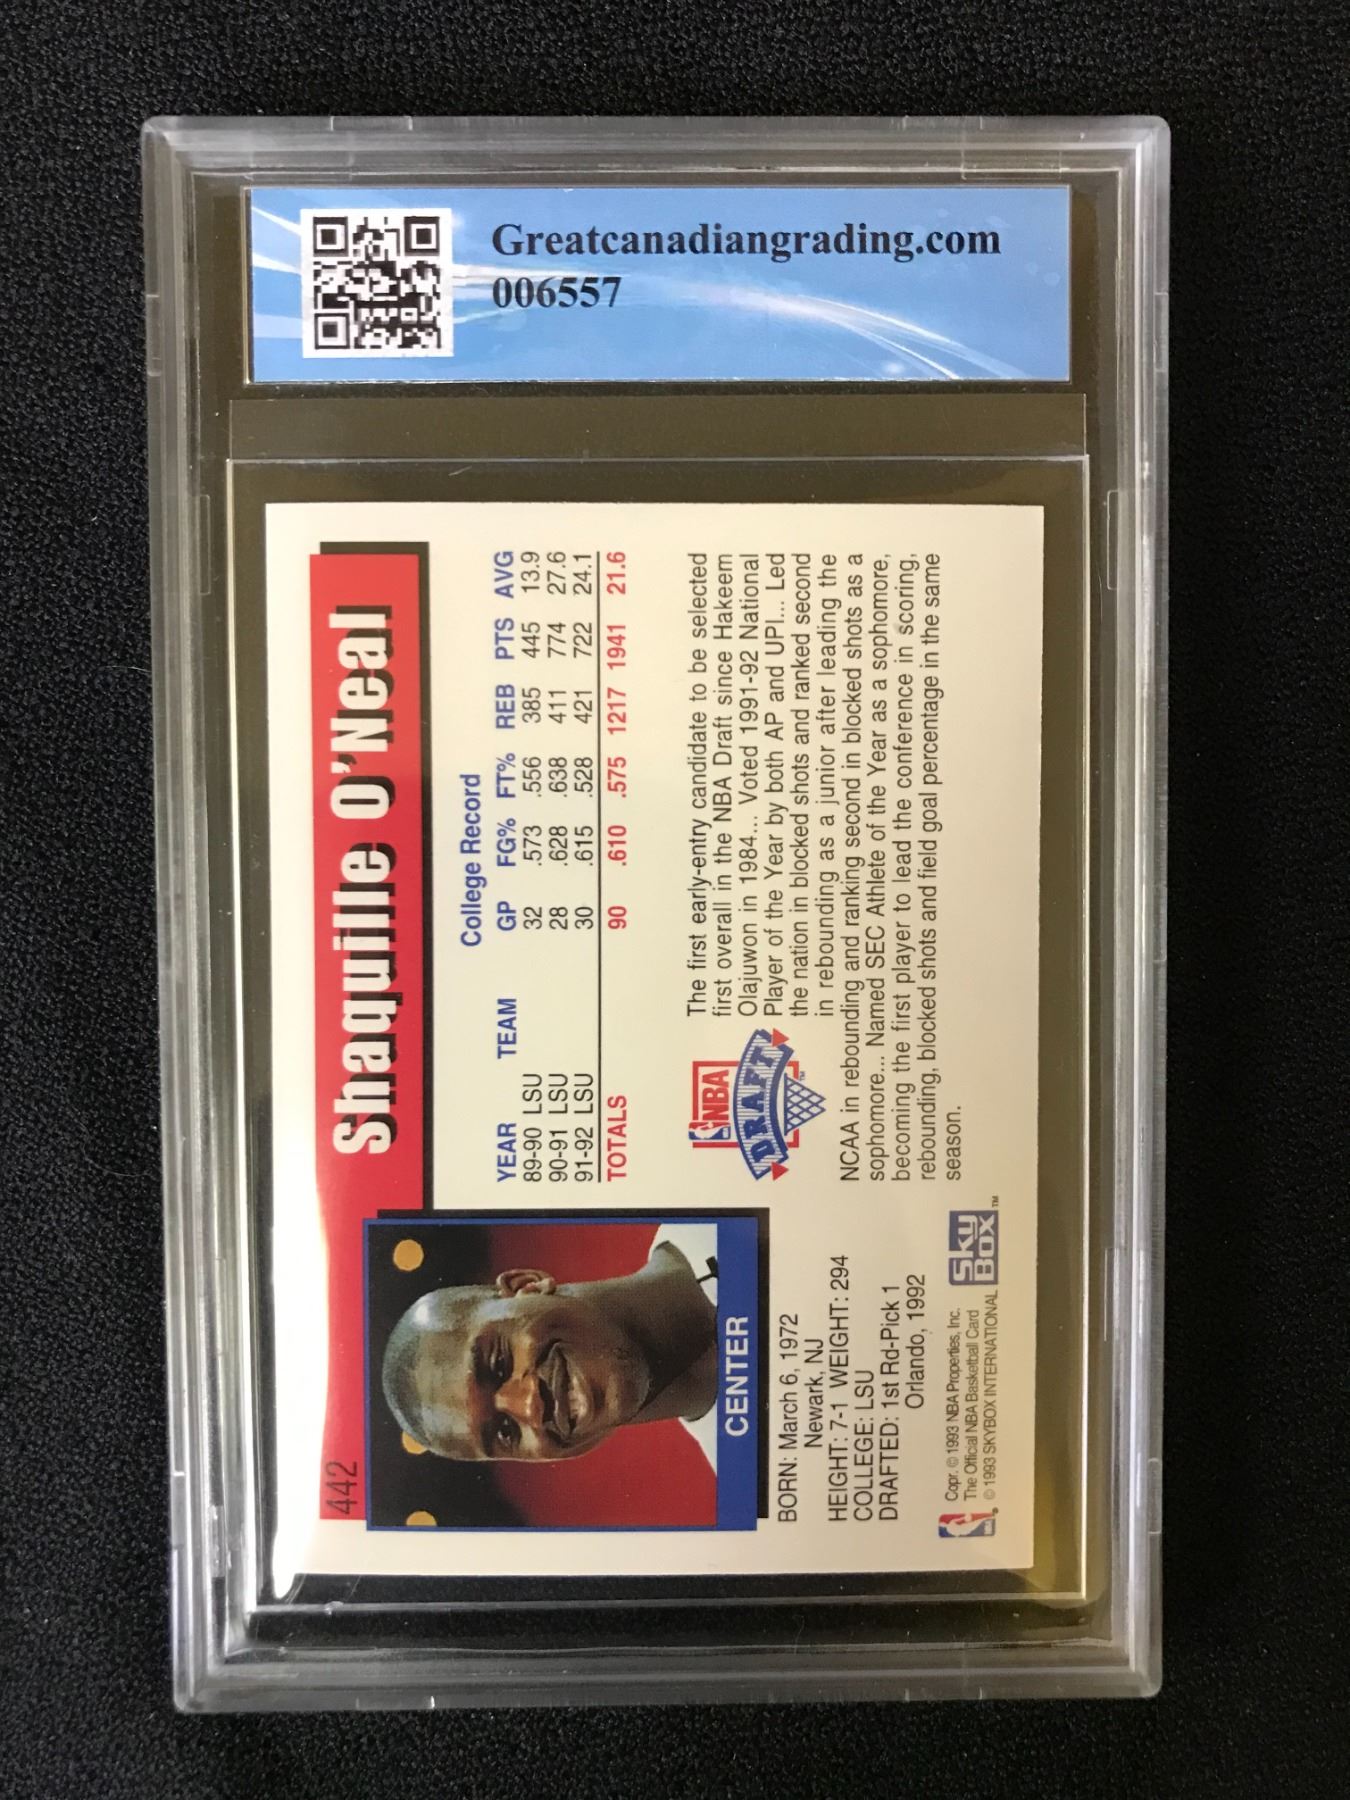 Greatcanadiangrading.com
006557
442
Shaquille O'Neal
CENTER
BORN: March 6, 1972
Newark, NJ
HEIGHT: 7-1 WEIGHT: 294
COLLEGE: LSU
DRAFTED: 1st Rd-Pick 1
Orlando, 1992
College Record
YEAR TEAM GP FG% FT% REB PTS AVG
89-90 LSU 32 .573 .556 385 445 13.9
90-91 LSU 28 .628 .638 411 774 27.6
91-92 LSU 30 .615 .528 421 722 24.1
TOTALS 90 .610 .575 1217 1941 21.6
NBA
DRAFT
TM
The first early-entry candidate to be selected
first overall in the NBA Draft since Hakeem
Olajuwon in 1984... Voted 1991-92 National
Player of the Year by both AP and UPI... Led
the nation in blocked shots and ranked second
in rebounding as a junior after leading the
NCAA in rebounding and ranking second in blocked shots as a
sophomore... Named SEC Athlete of the Year as a sophomore,
becoming the first player to lead the conference in scoring,
rebounding, blocked shots and field goal percentage in the same
season.
Copr. © 1993 NBA Properties, Inc.
The Official NBA Basketball Card
© 1993 SKYBOX INTERNATIONAL
SKY
BOX
TM